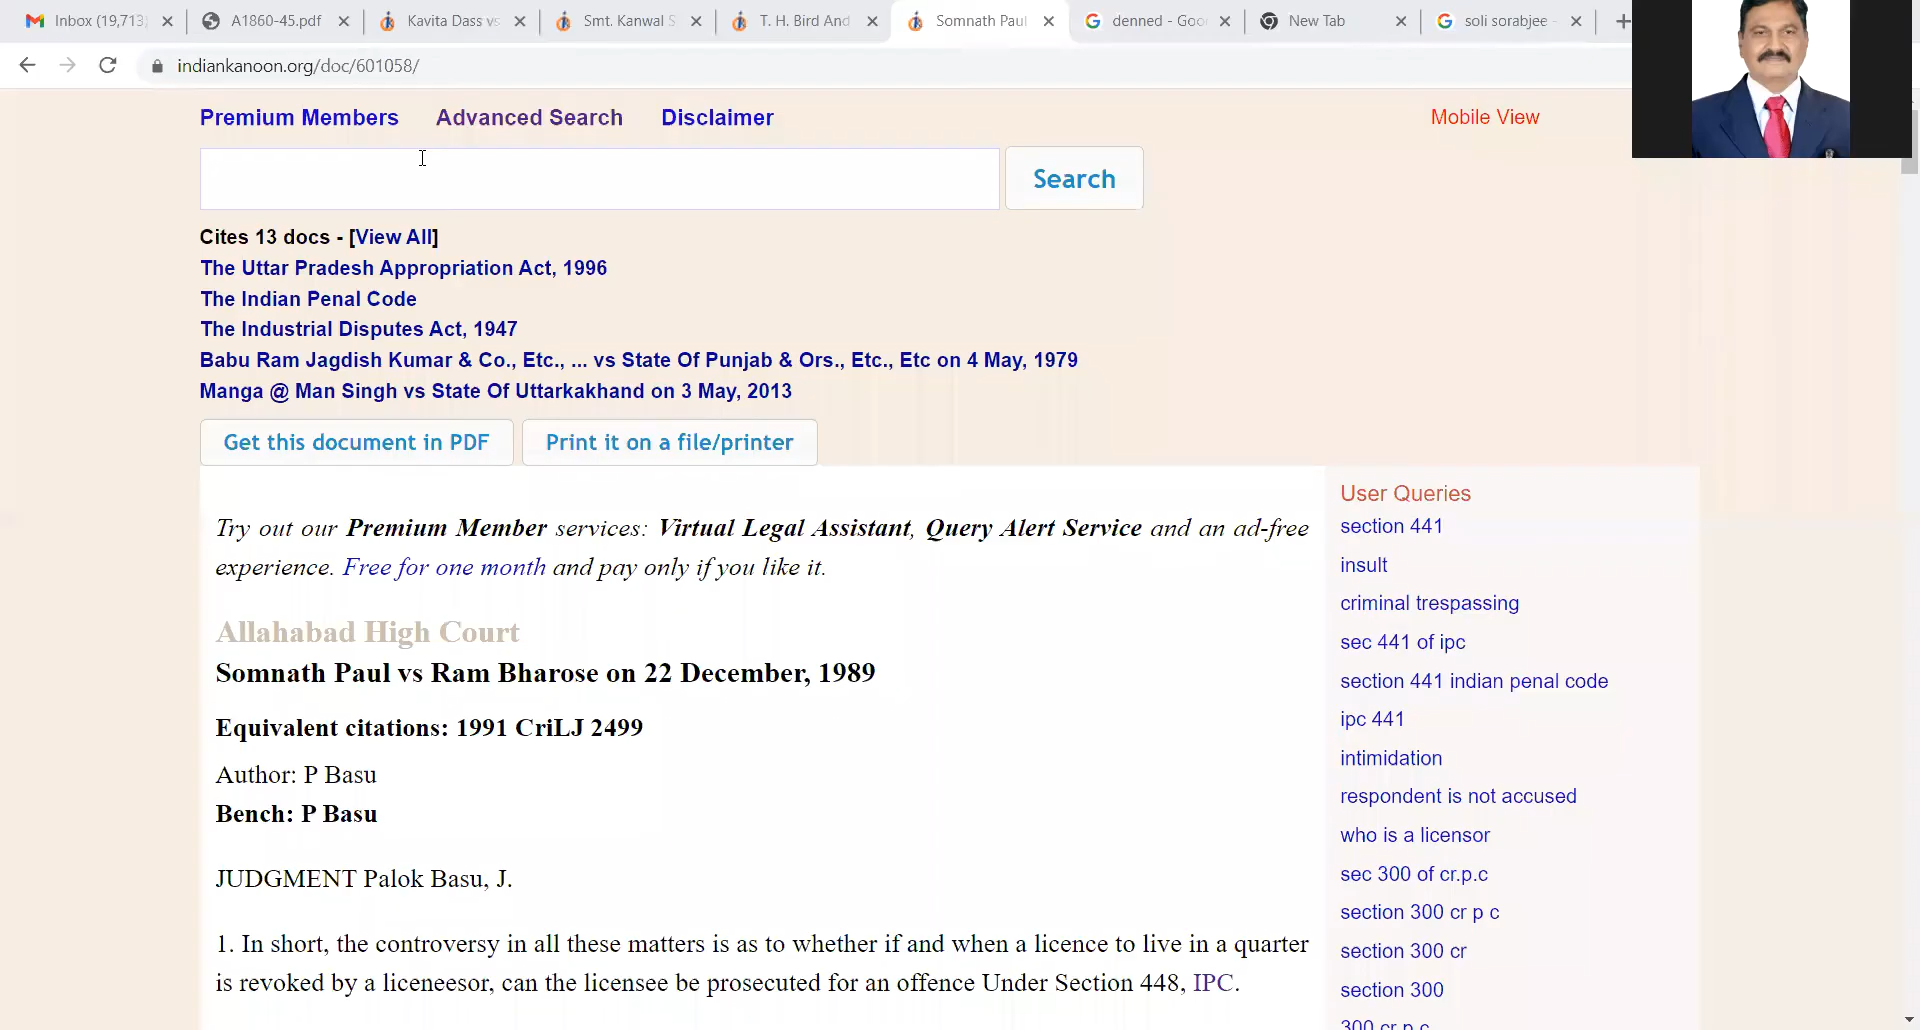 Inbox (19,713)
A1860-45.pdf
Kavita Dass vs
Smt. Kanwal S
T. H. Bird And
Somnath Paul
denned - Goo
New Tab
soli sorabjee -
indiankanoon.org/doc/601058/
Premium Members Advanced Search Disclaimer
Mobile View
Search
Cites 13 docs - [View All]
The Uttar Pradesh Appropriation Act, 1996
The Indian Penal Code
The Industrial Disputes Act, 1947
Babu Ram Jagdish Kumar & Co., Etc., ... vs State Of Punjab & Ors., Etc., Etc on 4 May, 1979
Manga @ Man Singh vs State Of Uttarkakhand on 3 May, 2013
Get this document in PDF Print it on a file/printer
Try out our Premium Member services: Virtual Legal Assistant, Query Alert Service and an ad-free
experience. Free for one month and pay only if you like it.
Allahabad High Court
Somnath Paul vs Ram Bharose on 22 December, 1989
Equivalent citations: 1991 CriLJ 2499
Author: P Basu
Bench: P Basu
JUDGMENT Palok Basu, J.
1. In short, the controversy in all these matters is as to whether if and when a licence to live in a quarter
is revoked by a liceneesor, can the licensee be prosecuted for an offence Under Section 448, IPC.
User Queries
section 441
insult
criminal trespassing
sec 441 of ipc
section 441 indian penal code
ipc 441
intimidation
respondent is not accused
who is a licensor
sec 300 of cr.p.c
section 300 cr p c
section 300 cr
section 300
300 cr p c